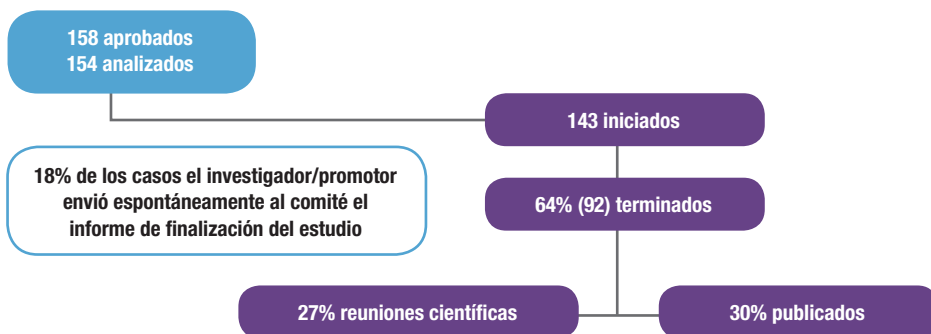 158 aprobados
154 analizados
143 iniciados
18% de los casos el investigador/promotor
envió espontáneamente al comité el
informe de finalización del estudio
64% (92) terminados
27% reuniones científicas
30% publicados